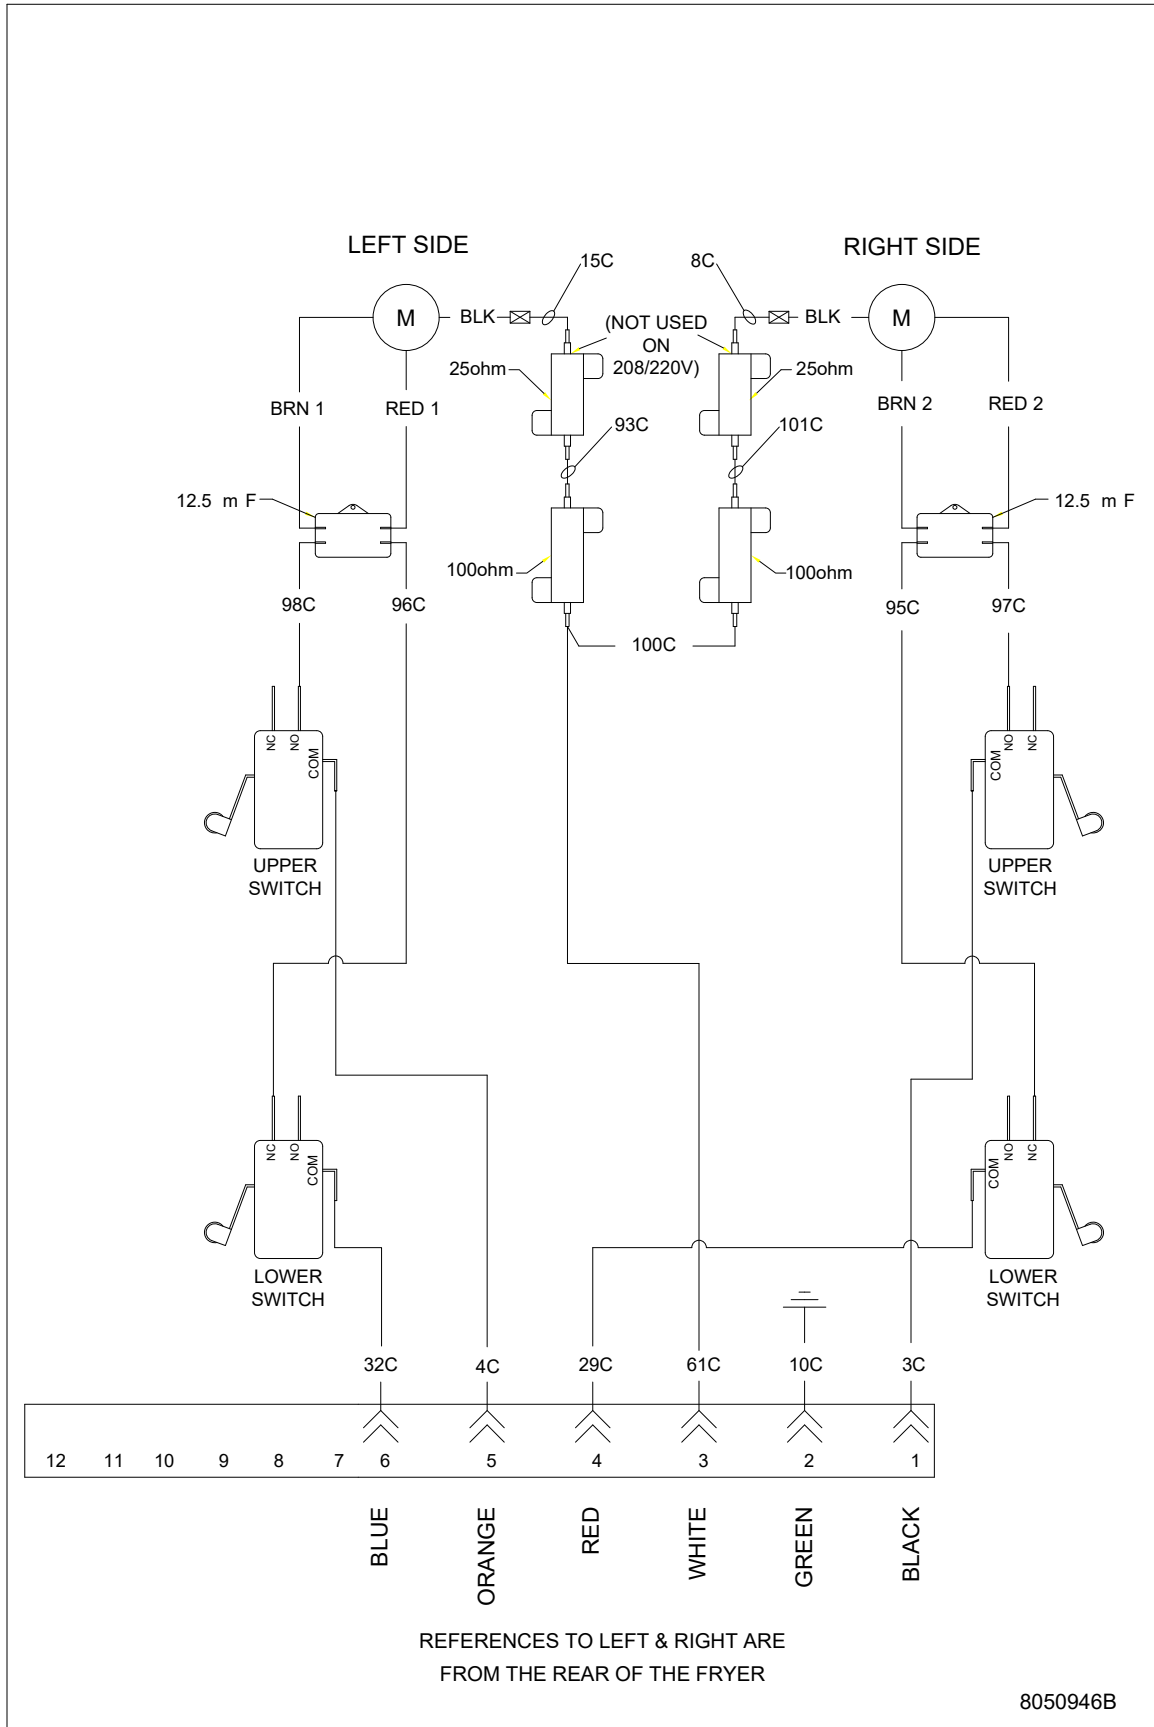 LEFT SIDE
RIGHT SIDE
15C
8C
M
BLK
(NOT USED
ON
208/220V)
BLK
M
25ohm
25ohm
BRN 1
RED 1
93C
101C
BRN 2
RED 2
12.5 m F
12.5 m F
100ohm
100ohm
98C
96C
100C
95C
97C
NC
NO
COM
UPPER
SWITCH
COM
NO
NC
UPPER
SWITCH
NC
NO
COM
LOWER
SWITCH
COM
NO
NC
LOWER
SWITCH
32C
4C
29C
61C
10C
3C
12 11 10 9 8 7 6 5 4 3 2 1
BLUE
ORANGE
RED
WHITE
GREEN
BLACK
REFERENCES TO LEFT & RIGHT ARE
FROM THE REAR OF THE FRYER
8050946B